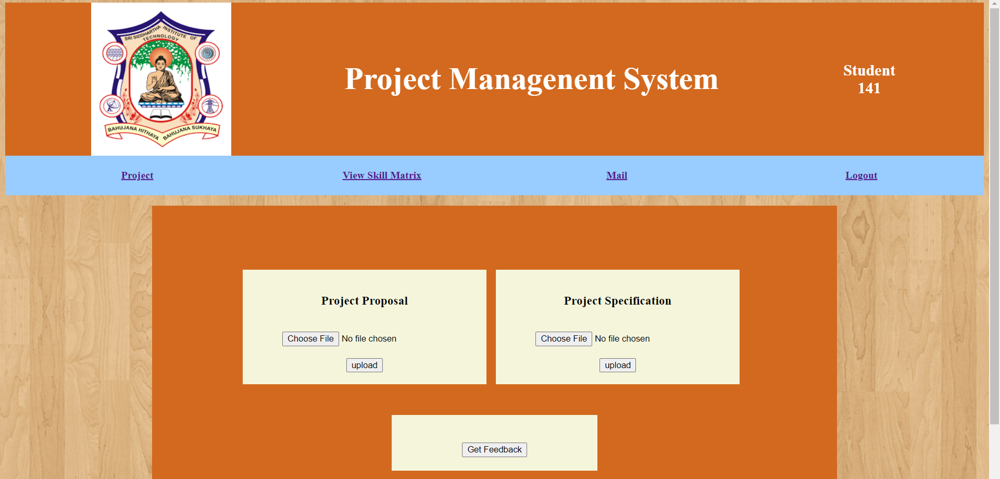 SRI SIDDHARTHA INSTITUTE OF
TECHNOLOGY
BAHUJANA HITHAYA BAHUJANA SUKHAYA
Project Managenent System
Student
141
Project View Skill Matrix Mail Logout
Project Proposal Project Specification
Choose File No file chosen Choose File No file chosen
upload upload
Get Feedback